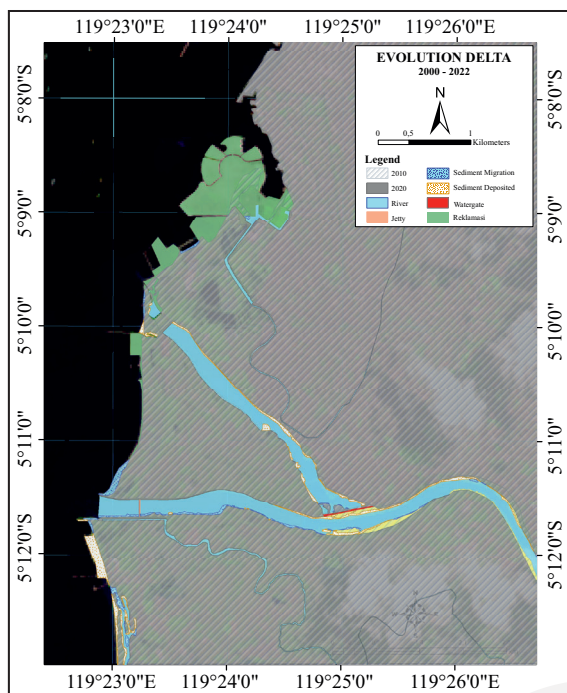 119°23'0"E 119°24'0"E 119°25'0"E 119°26'0"E
EVOLUTION DELTA
2000 - 2022
N
0 0,5 1
Kilometers
Legend
2010
2020
River
Jetty
Sediment Migration
Sediment Deposited
Watergate
Reklamasi
5°8'0"S 5°8'0"S
5°9'0"S 5°9'0"S
5°10'0"S 5°10'0"S
5°11'0"S 5°11'0"S
5°12'0"S 5°12'0"S
119°23'0"E 119°24'0"E 119°25'0"E 119°26'0"E